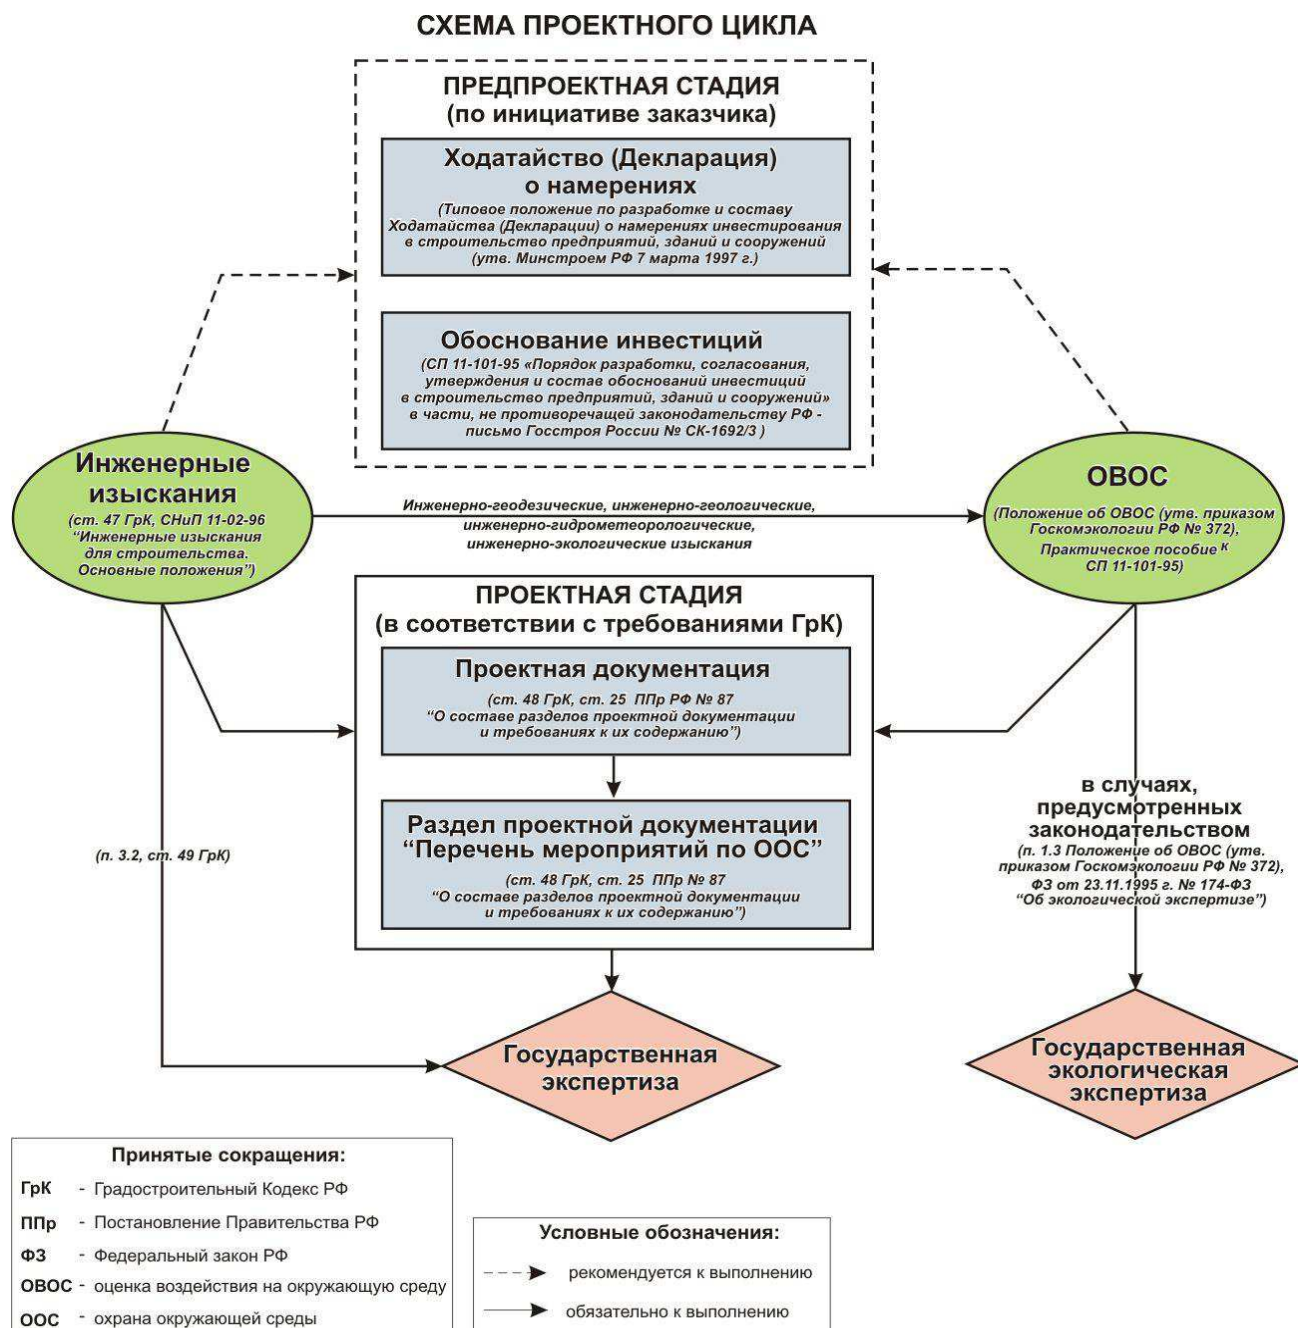 СХЕМА ПРОЕКТНОГО ЦИКЛА
ПРЕДПРОЕКТНАЯ СТАДИЯ
(по инициативе заказчика)
Ходатайство (Декларация)
о намерениях
(Типовое положение по разработке и составу
Ходатайства (Декларации) о намерениях инвестирования
в строительство предприятий, зданий и сооружений
(утв. Минстроем РФ 7 марта 1997 г.)
Обоснование инвестиций
(СП 11-101-95 «Порядок разработки, согласования,
утверждения и состав обоснований инвестиций
в строительство предприятий, зданий и сооружений»
в части, не противоречащей законодательству РФ -
письмо Госстроя России № СК-1692/3 )
Инженерные
изыскания
(ст. 47 ГрК, СНиП 11-02-96
“Инженерные изыскания
для строительства.
Основные положения”)
Инженерно-геодезические, инженерно-геологические,
инженерно-гидрометеорологические,
инженерно-экологические изыскания
ОВОС
(Положение об ОВОС (утв. приказом
Госкомэкологии РФ № 372),
Практическое пособие к
СП 11-101-95)
ПРОЕКТНАЯ СТАДИЯ
(в соответствии с требованиями ГрК)
Проектная документация
(ст. 48 ГрК, ст. 25 ППр РФ № 87
“О составе разделов проектной документации
и требованиях к их содержанию”)
Раздел проектной документации
“Перечень мероприятий по ООС”
(ст. 48 ГрК, ст. 25 ППр № 87
“О составе разделов проектной документации
и требованиях к их содержанию”)
(п. 3.2, ст. 49 ГрК)
в случаях,
предусмотренных
законодательством
(п. 1.3 Положение об ОВОС (утв.
приказом Госкомэкологии РФ № 372),
ФЗ от 23.11.1995 г. № 174-ФЗ
“Об экологической экспертизе”)
Государственная
экспертиза
Государственная
экологическая
экспертиза
Принятые сокращения:
ГрК - Градостроительный Кодекс РФ
ППр - Постановление Правительства РФ
ФЗ - Федеральный закон РФ
ОВОС - оценка воздействия на окружающую среду
ООС - охрана окружающей среды
Условные обозначения:
рекомендуется к выполнению
обязательно к выполнению